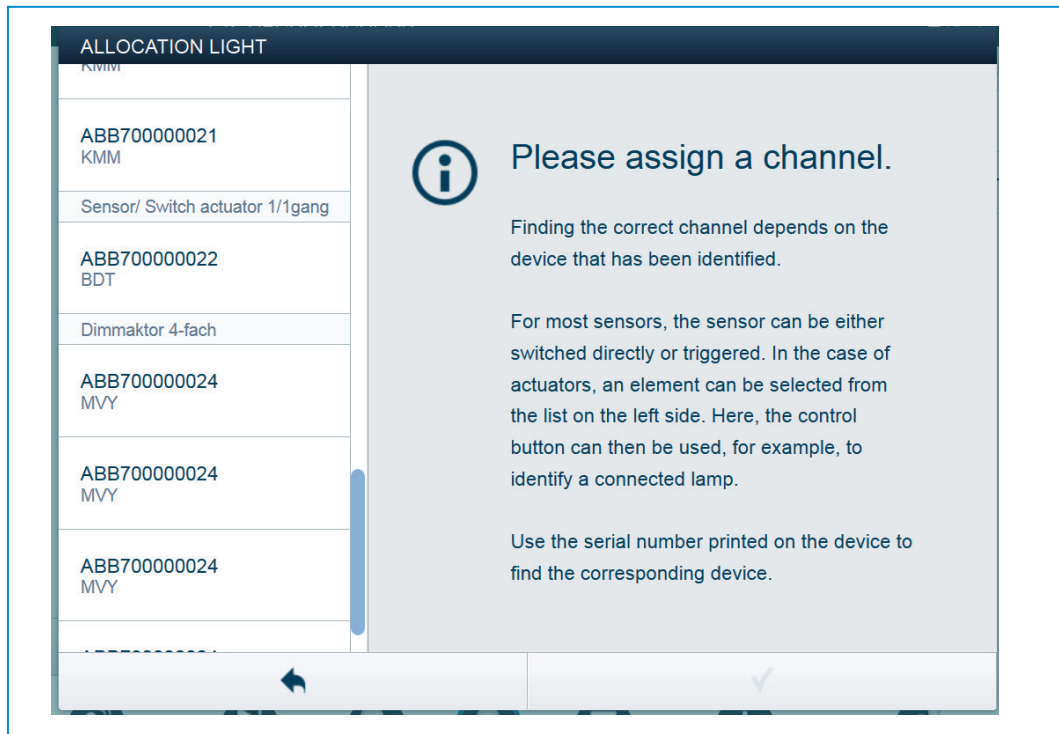 ALLOCATION LIGHT
KMM
ABB700000021
KMM
Sensor/ Switch actuator 1/1gang
ABB700000022
BDT
Dimmaktor 4-fach
ABB700000024
MVY
ABB700000024
MVY
ABB700000024
MVY
Please assign a channel.
Finding the correct channel depends on the
device that has been identified.
For most sensors, the sensor can be either
switched directly or triggered. In the case of
actuators, an element can be selected from
the list on the left side. Here, the control
button can then be used, for example, to
identify a connected lamp.
Use the serial number printed on the device to
find the corresponding device.